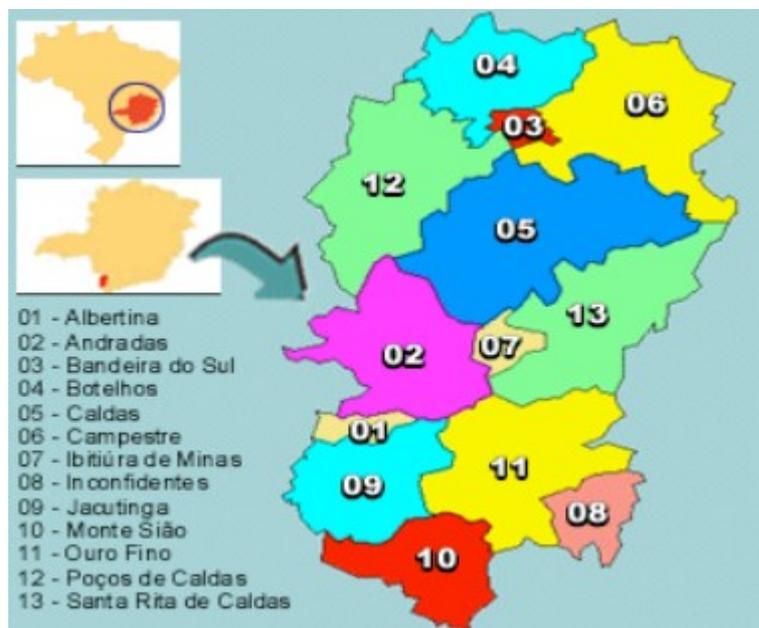 04
06
03
12
05
13
07
02
01
11
09
08
10
01 - Albertina
02 - Andradas
03 - Bandeira do Sul
04 - Botelhos
05 - Caldas
06 - Campestre
07 - Ibitiúra de Minas
08 - Inconfidentes
09 - Jacutinga
10 - Monte Sião
11 - Ouro Fino
12 - Poços de Caldas
13 - Santa Rita de Caldas